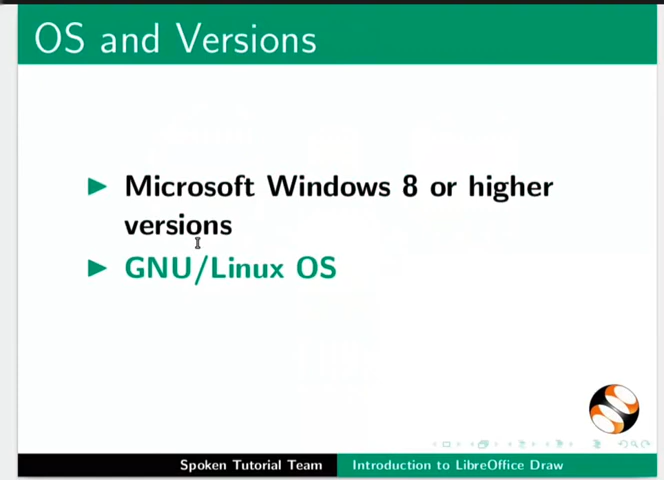 OS and Versions
Microsoft Windows 8 or higher
versions
GNU/Linux OS
Spoken Tutorial Team
Introduction to LibreOffice Draw